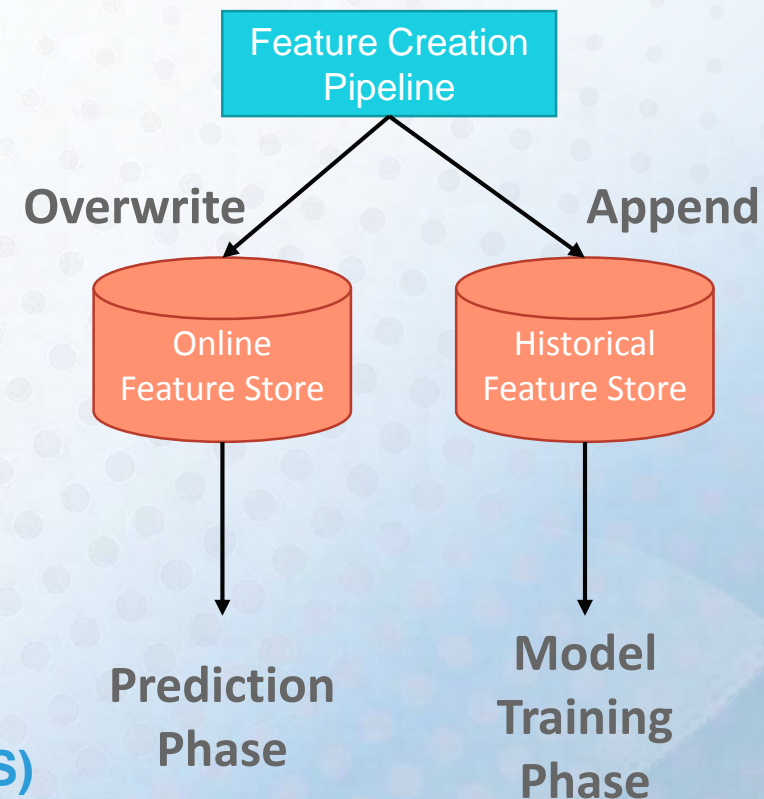 Feature Creation
Pipeline
Overwrite
Append
Online
Feature Store
Historical
Feature Store
Prediction
Phase
Model
Training
Phase
S)